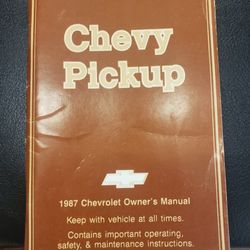 Chevy
Pickup
1987 Chevrolet Owner's Manual
Keep with vehicle at all times.
Contains important operating,
safety, & maintenance instructions.